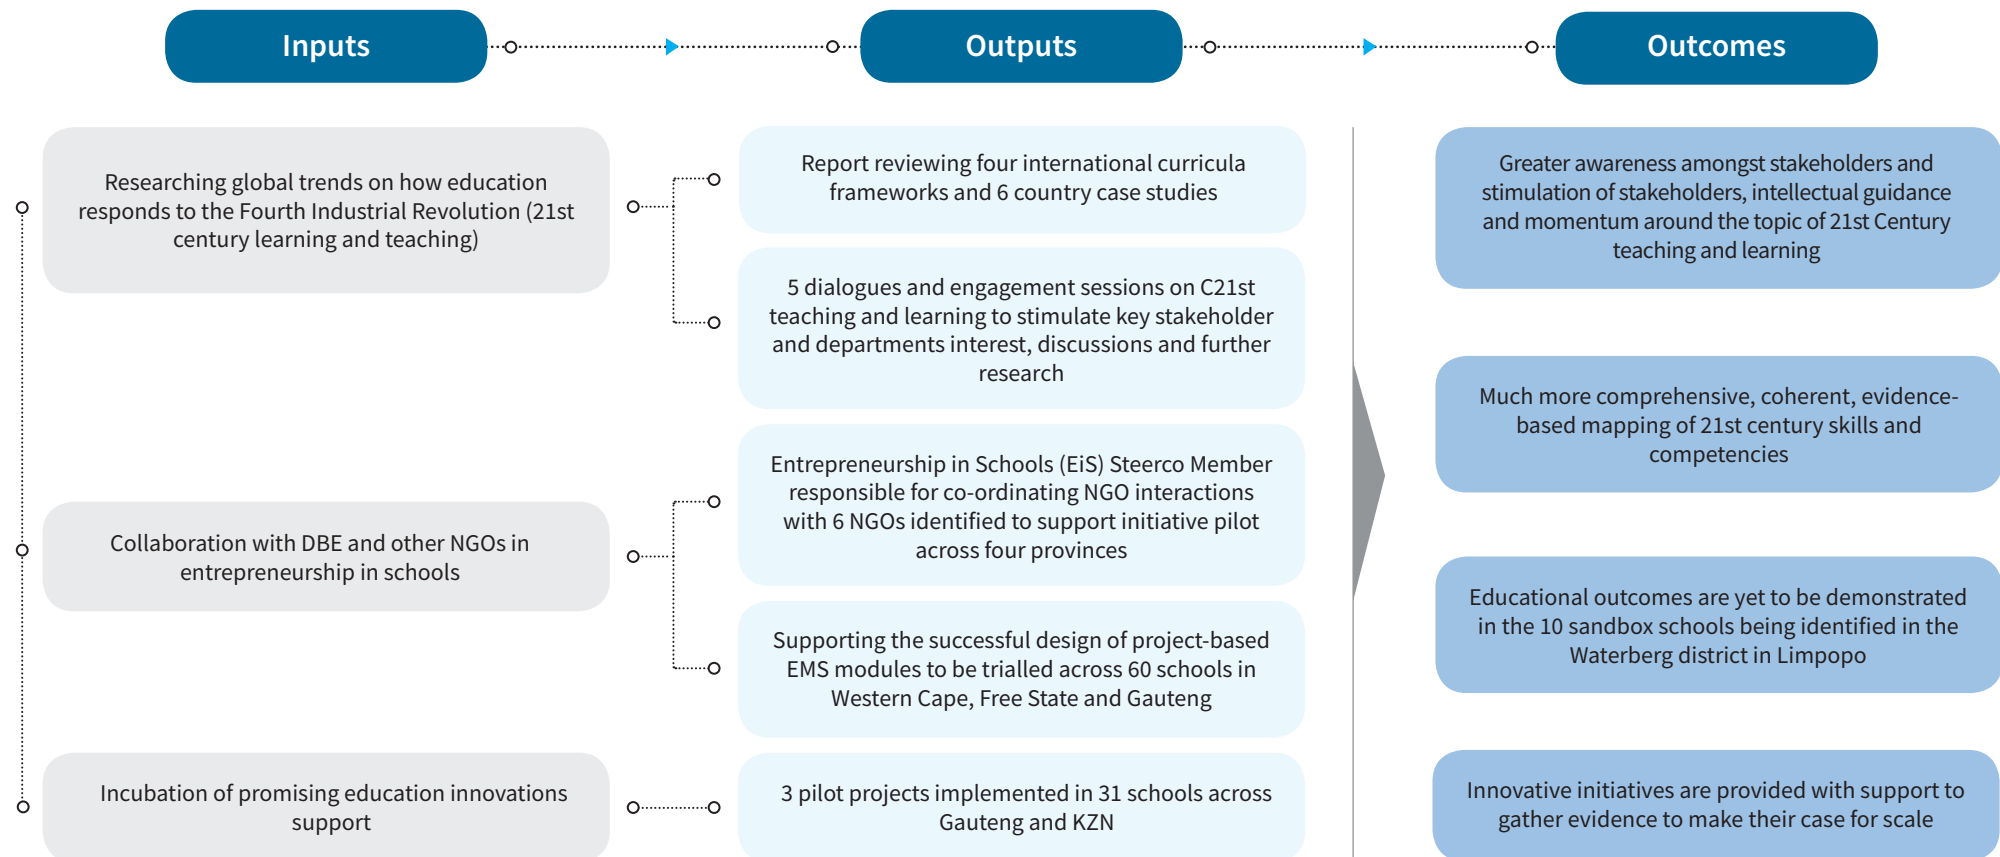 Inputs
Outputs
Outcomes
Researching global trends on how education
responds to the Fourth Industrial Revolution (21st
century learning and teaching)
Collaboration with DBE and other NGOs in
entrepreneurship in schools
Incubation of promising education innovations
support
Report reviewing four international curricula
frameworks and 6 country case studies
5 dialogues and engagement sessions on C21st
teaching and learning to stimulate key stakeholder
and departments interest, discussions and further
research
Entrepreneurship in Schools (EiS) Steerco Member
responsible for co-ordinating NGO interactions
with 6 NGOs identified to support initiative pilot
across four provinces
Supporting the successful design of project-based
EMS modules to be trialled across 60 schools in
Western Cape, Free State and Gauteng
3 pilot projects implemented in 31 schools across
Gauteng and KZN
Greater awareness amongst stakeholders and
stimulation of stakeholders, intellectual guidance
and momentum around the topic of 21st Century
teaching and learning
Much more comprehensive, coherent, evidence-
based mapping of 21st century skills and
competencies
Educational outcomes are yet to be demonstrated
in the 10 sandbox schools being identified in the
Waterberg district in Limpopo
Innovative initiatives are provided with support to
gather evidence to make their case for scale